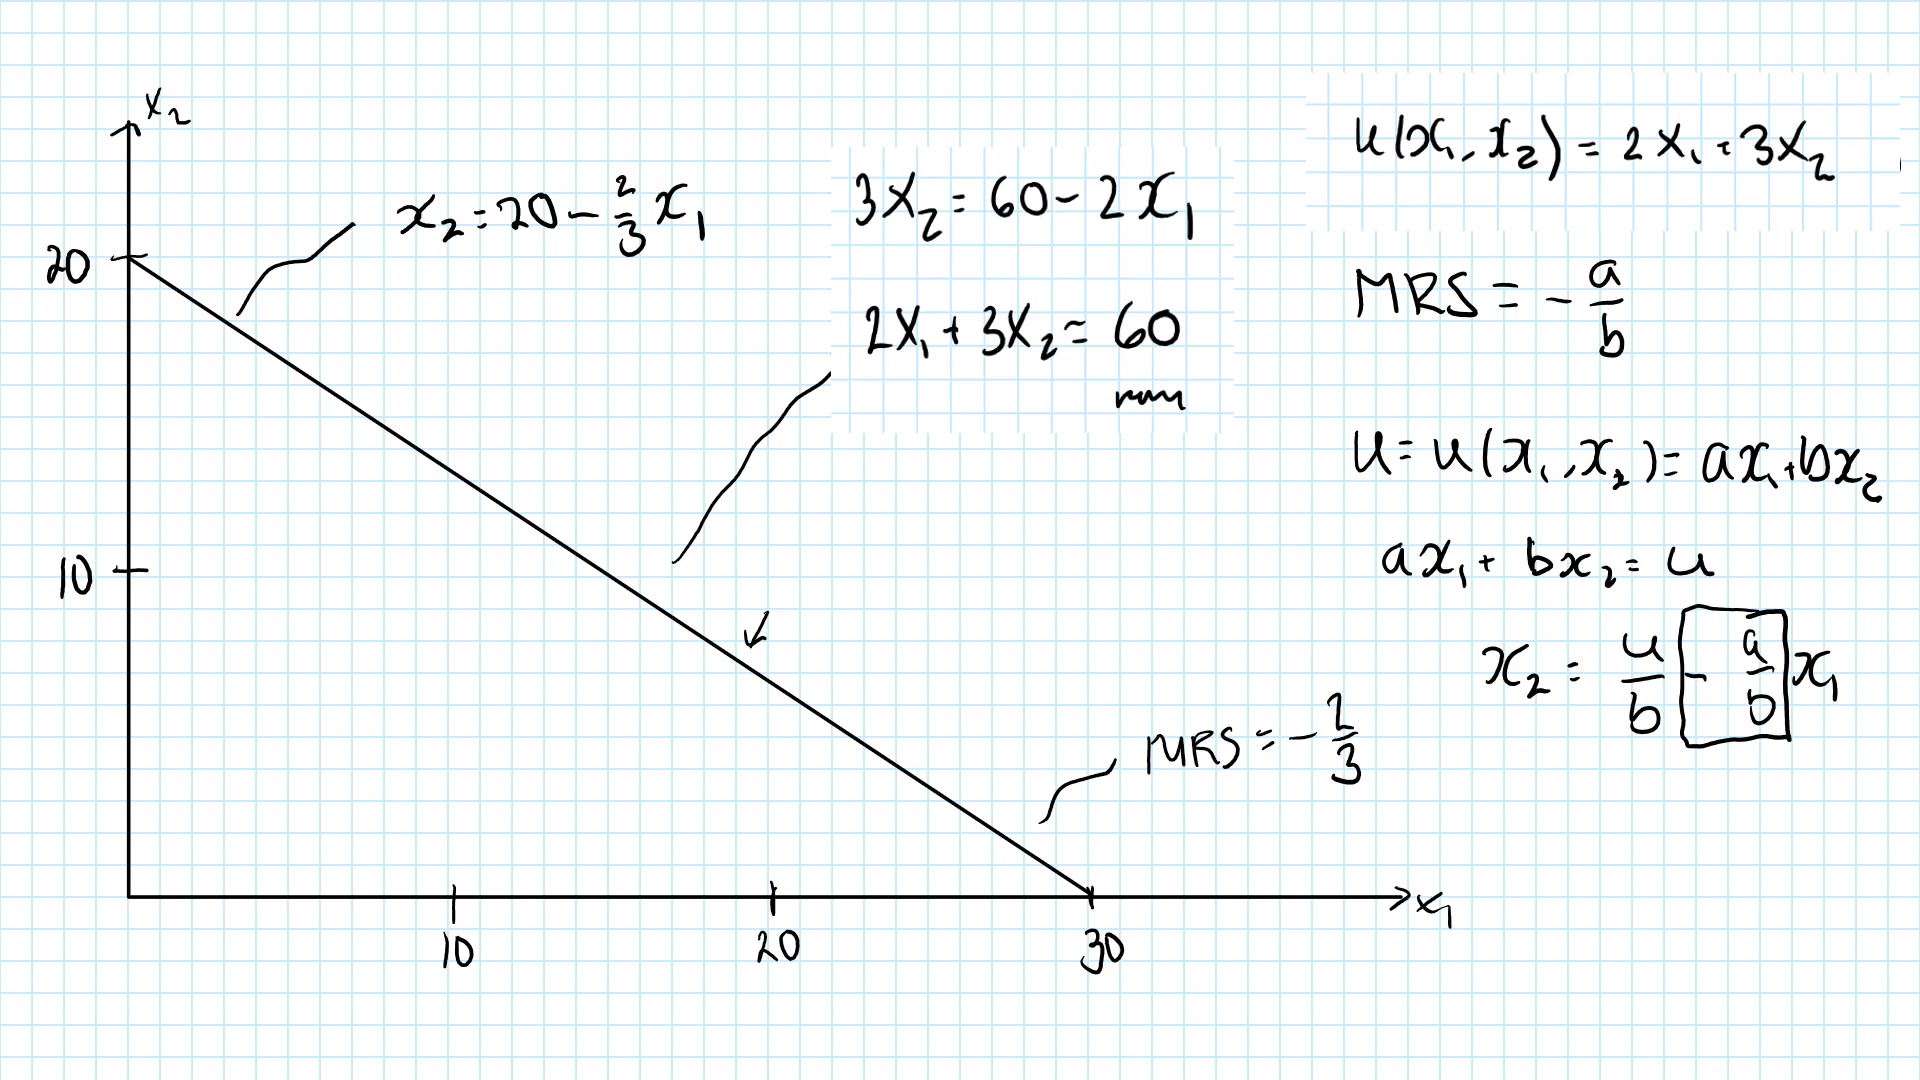 x₂
x₂ = 20 - 2/3 x₁
20
10
10
20
30
x₁
3x₂ = 60 - 2x₁
2x₁ + 3x₂ = 60
MRS = - 2/3
u(x₁, x₂) = 2x₁ + 3x₂
MRS = - a/b
u = u(x₁, x₂) = ax₁ + bx₂
ax₁ + bx₂ = u
x₂ = u/b - a/b x₁